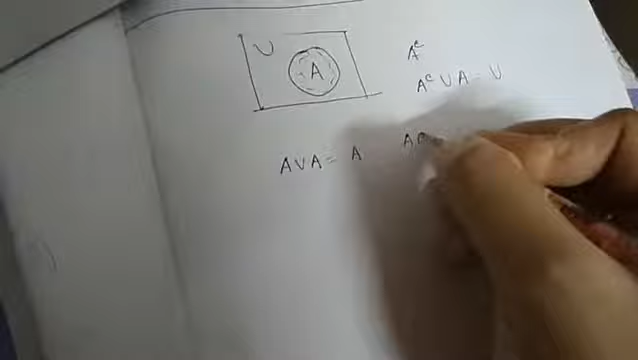 U
A
Aᶜ
Aᶜ ∪ A = U
A ∪ A = A A ∩